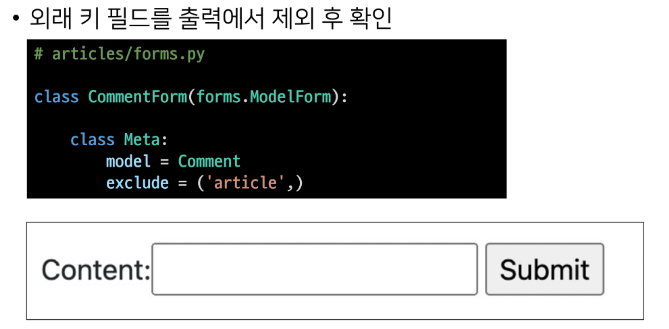 • 외래 키 필드를 출력에서 제외 후 확인
# articles/forms.py
class CommentForm(forms.ModelForm):
class Meta:
model = Comment
exclude = ('article',)
Content: Submit